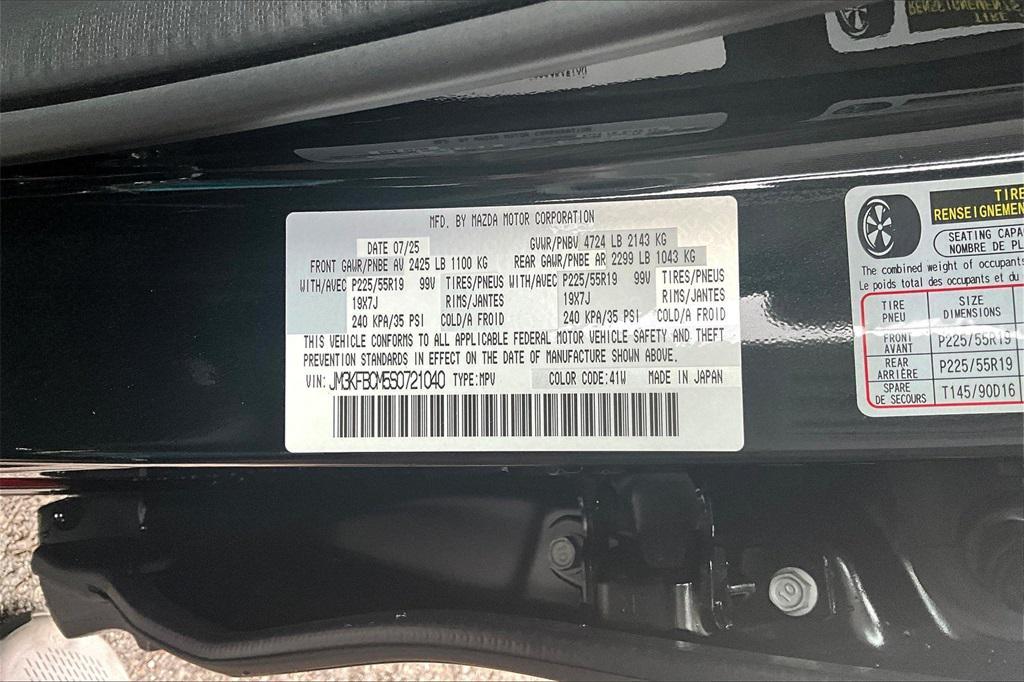 MFD. BY MAZDA MOTOR CORPORATION
DATE 07/25
GVWR/PNBV 4724 LB 2143 KG
FRONT GAWR/PNBE AV 2425 LB 1100 KG
REAR GAWR/PNBE AR 2299 LB 1043 KG
WITH/AVEC P225/55R19 99V TIRES/PNEUS WITH/AVEC P225/55R19 99V TIRES/PNEUS
19X7J RIMS/JANTES 19X7J RIMS/JANTES
240 KPA/35 PSI COLD/A FROID 240 KPA/35 PSI COLD/A FROID
THIS VEHICLE CONFORMS TO ALL APPLICABLE FEDERAL MOTOR VEHICLE SAFETY AND THEFT
PREVENTION STANDARDS IN EFFECT ON THE DATE OF MANUFACTURE SHOWN ABOVE.
VIN: JM3KFBCM5S0721040 TYPE:MPV COLOR CODE:41W MADE IN JAPAN
TIRE
RENSEIGNEMEN
SEATING CAPA
NOMBRE DE PL
The combined weight of occupants
Le poids total des occupants et du
TIRE SIZE
PNEU DIMENSIONS
FRONT
AVANT P225/55R19
REAR
ARRIÈRE P225/55R19
SPARE
DE SECOURS T145/90D16
10